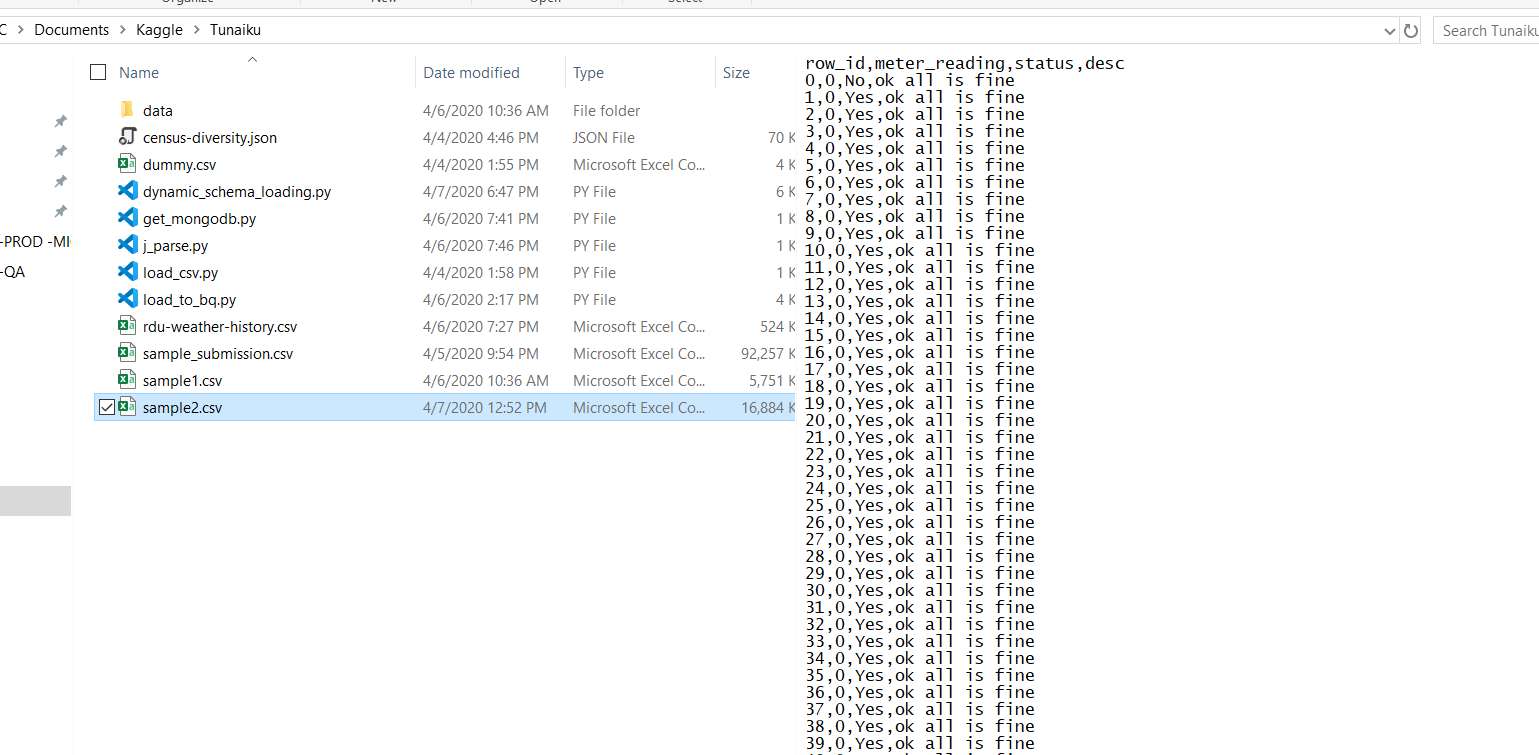 Organize New Open Select
C > Documents > Kaggle > Tunaiku
Search Tunaiku
Name Date modified Type Size
data 4/6/2020 10:36 AM File folder
census-diversity.json 4/4/2020 4:46 PM JSON File 70 K
dummy.csv 4/4/2020 1:55 PM Microsoft Excel Co... 4 K
dynamic_schema_loading.py 4/7/2020 6:47 PM PY File 6 K
get_mongodb.py 4/6/2020 7:41 PM PY File 1 K
j_parse.py 4/6/2020 7:46 PM PY File 1 K
load_csv.py 4/4/2020 1:58 PM PY File 1 K
load_to_bq.py 4/6/2020 2:17 PM PY File 4 K
rdu-weather-history.csv 4/6/2020 7:27 PM Microsoft Excel Co... 524 K
sample_submission.csv 4/5/2020 9:54 PM Microsoft Excel Co... 92,257 K
sample1.csv 4/6/2020 10:36 AM Microsoft Excel Co... 5,751 K
sample2.csv 4/7/2020 12:52 PM Microsoft Excel Co... 16,884 K
-PROD -MI
-QA
row_id,meter_reading,status,desc
0,0,No,ok all is fine
1,0,Yes,ok all is fine
2,0,Yes,ok all is fine
3,0,Yes,ok all is fine
4,0,Yes,ok all is fine
5,0,Yes,ok all is fine
6,0,Yes,ok all is fine
7,0,Yes,ok all is fine
8,0,Yes,ok all is fine
9,0,Yes,ok all is fine
10,0,Yes,ok all is fine
11,0,Yes,ok all is fine
12,0,Yes,ok all is fine
13,0,Yes,ok all is fine
14,0,Yes,ok all is fine
15,0,Yes,ok all is fine
16,0,Yes,ok all is fine
17,0,Yes,ok all is fine
18,0,Yes,ok all is fine
19,0,Yes,ok all is fine
20,0,Yes,ok all is fine
21,0,Yes,ok all is fine
22,0,Yes,ok all is fine
23,0,Yes,ok all is fine
24,0,Yes,ok all is fine
25,0,Yes,ok all is fine
26,0,Yes,ok all is fine
27,0,Yes,ok all is fine
28,0,Yes,ok all is fine
29,0,Yes,ok all is fine
30,0,Yes,ok all is fine
31,0,Yes,ok all is fine
32,0,Yes,ok all is fine
33,0,Yes,ok all is fine
34,0,Yes,ok all is fine
35,0,Yes,ok all is fine
36,0,Yes,ok all is fine
37,0,Yes,ok all is fine
38,0,Yes,ok all is fine
39,0,Yes,ok all is fine